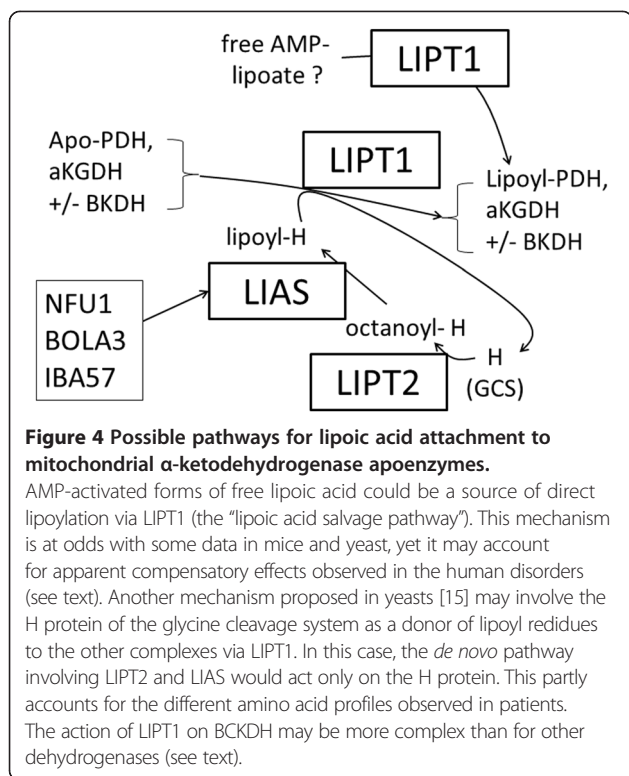 free AMP-
lipoate ?
LIPT1
Apo-PDH,
aKGDH
+/- BKDH
LIPT1
Lipoyl-PDH,
aKGDH
+/- BKDH
lipoyl-H
LIAS
NFU1
BOLA3
IBA57
octanoyl- H
LIPT2
H
(GCS)
Figure 4 Possible pathways for lipoic acid attachment to
mitochondrial α-ketodehydrogenase apoenzymes.
AMP-activated forms of free lipoic acid could be a source of direct
lipoylation via LIPT1 (the “lipoic acid salvage pathway”). This mechanism
is at odds with some data in mice and yeast, yet it may account
for apparent compensatory effects observed in the human disorders
(see text). Another mechanism proposed in yeasts [15] may involve the
H protein of the glycine cleavage system as a donor of lipoyl redidues
to the other complexes via LIPT1. In this case, the de novo pathway
involving LIPT2 and LIAS would act only on the H protein. This partly
accounts for the different amino acid profiles observed in patients.
The action of LIPT1 on BCKDH may be more complex than for other
dehydrogenases (see text).